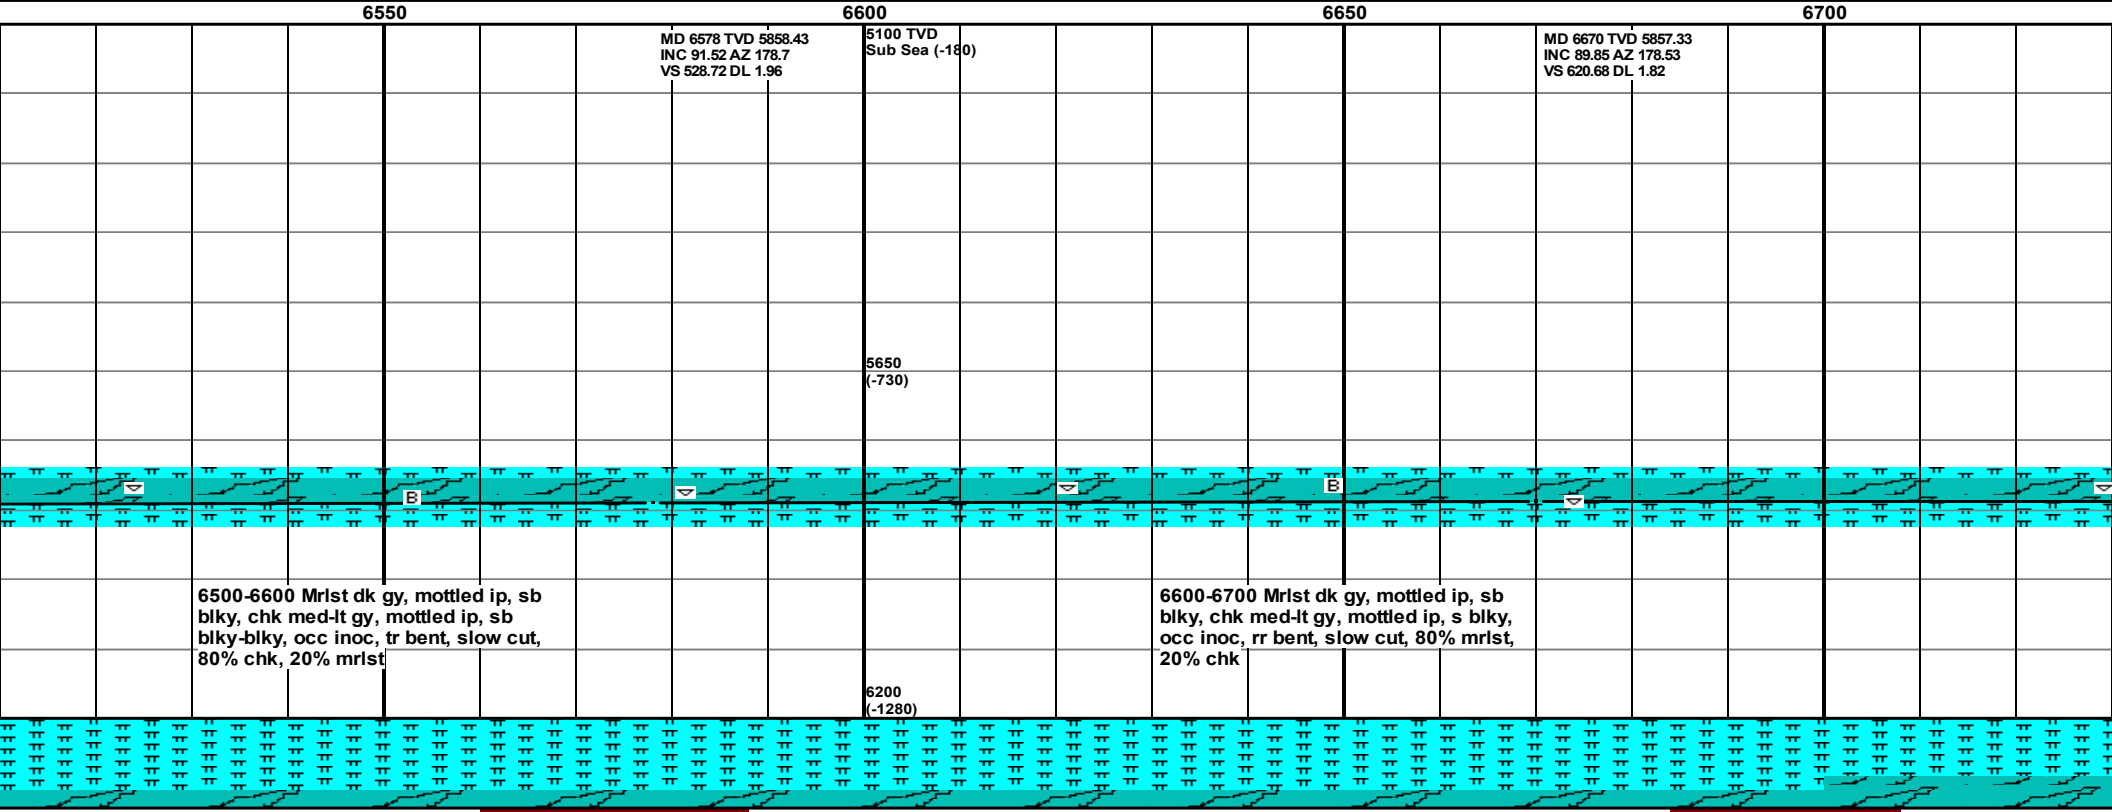 6550 6600 6650 6700
MD 6578 TVD 5858.43
INC 91.52 AZ 178.7
VS 528.72 DL 1.96
5100 TVD
Sub Sea (-180)
MD 6670 TVD 5857.33
INC 89.85 AZ 178.53
VS 620.68 DL 1.82
5650
(-730)
B
B
6500-6600 Mrlst dk gy, mottled ip, sb
blky, chk med-lt gy, mottled ip, sb
blky-blky, occ inoc, tr bent, slow cut,
80% chk, 20% mrlst
6600-6700 Mrlst dk gy, mottled ip, sb
blky, chk med-lt gy, mottled ip, s blky,
occ inoc, rr bent, slow cut, 80% mrlst,
20% chk
6200
(-1280)